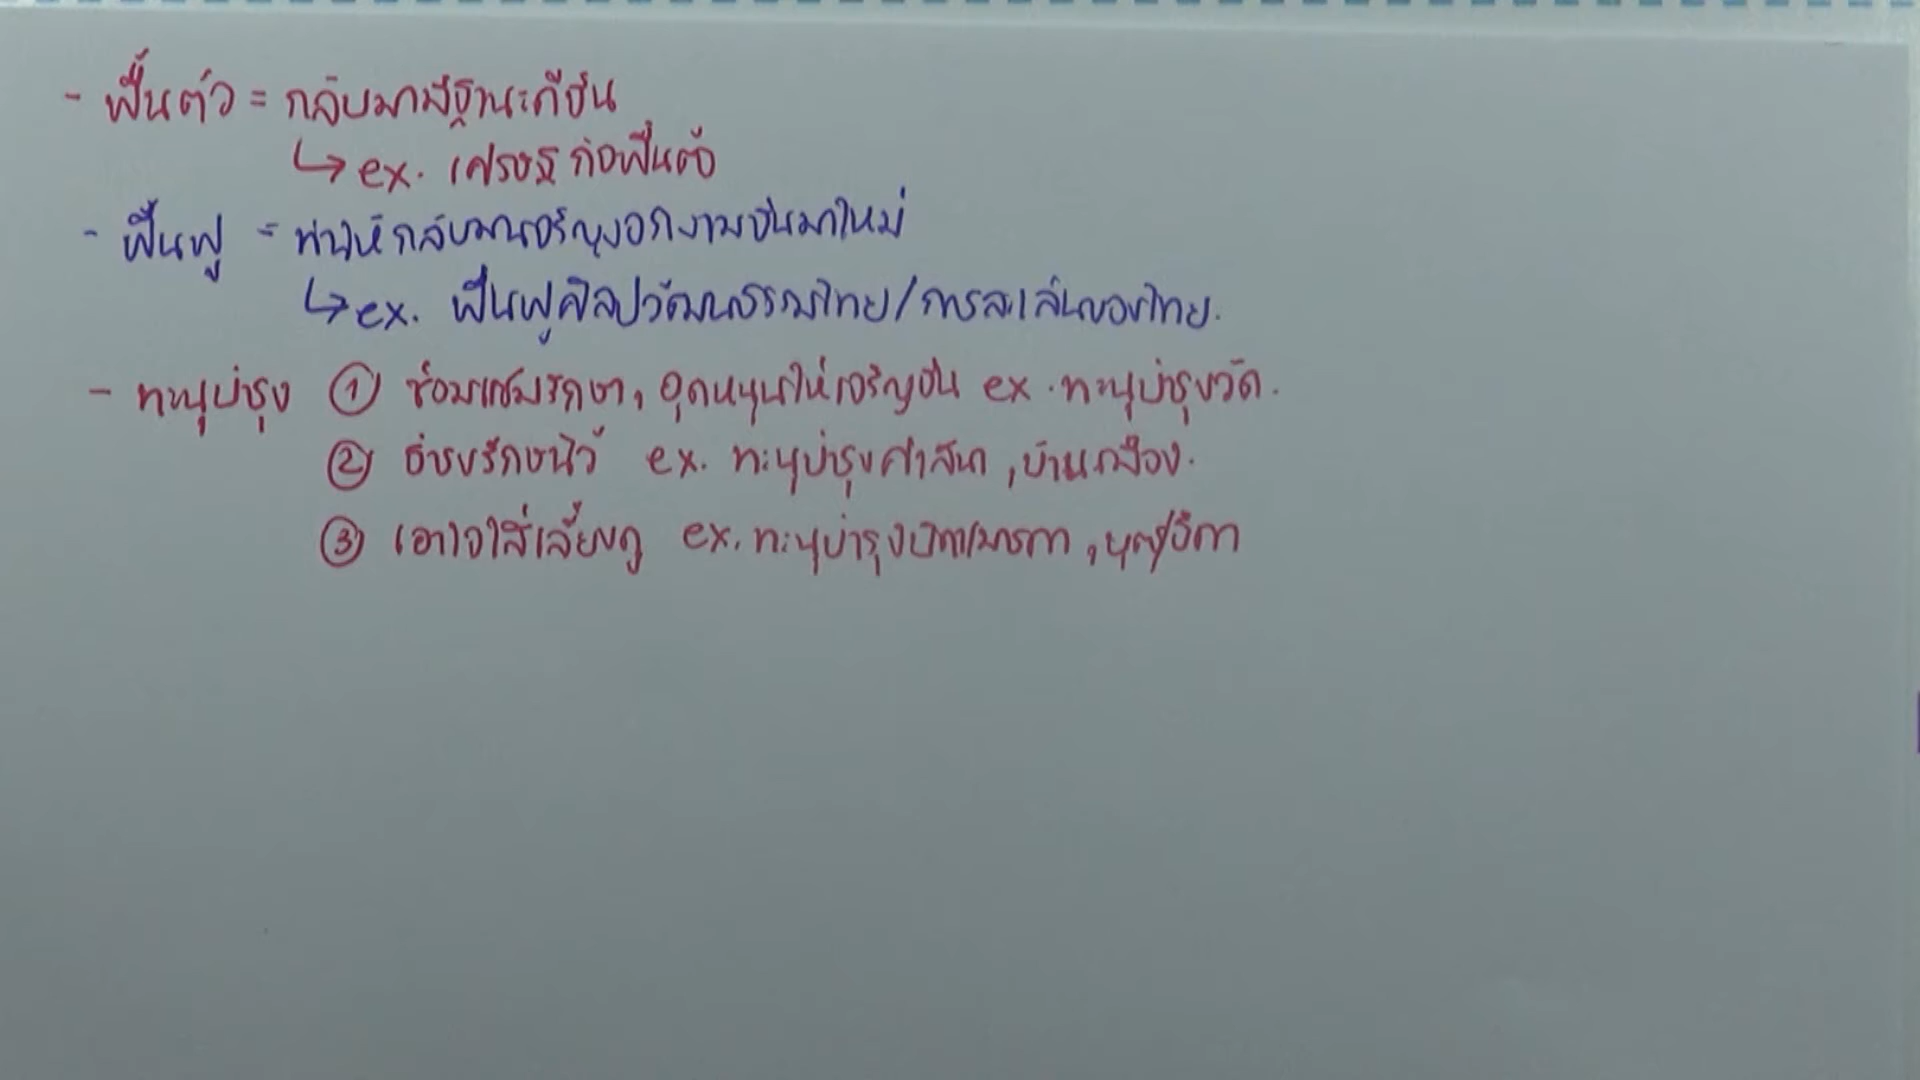 - ฟื้นตัว = กลับมามีฐานะดีขึ้น
↳ ex. เศรษฐกิจฟื้นตัว
- ฟื้นฟู = ทำให้กลับมาเจริญงอกงามขึ้นมาใหม่
↳ ex. ฟื้นฟูศิลปวัฒนธรรมไทย/การละเล่นของไทย.
- ทะนุบำรุง ① ซ่อมแซมรักษา, อุดหนุนให้เจริญขึ้น ex. ทะนุบำรุงวัด.
② ธำรงรักษาไว้ ex. ทะนุบำรุงศาสนา, บ้านเมือง.
③ เอาใจใส่เลี้ยงดู ex. ทะนุบำรุงบิดา/มารดา, บุตร/ธิดา